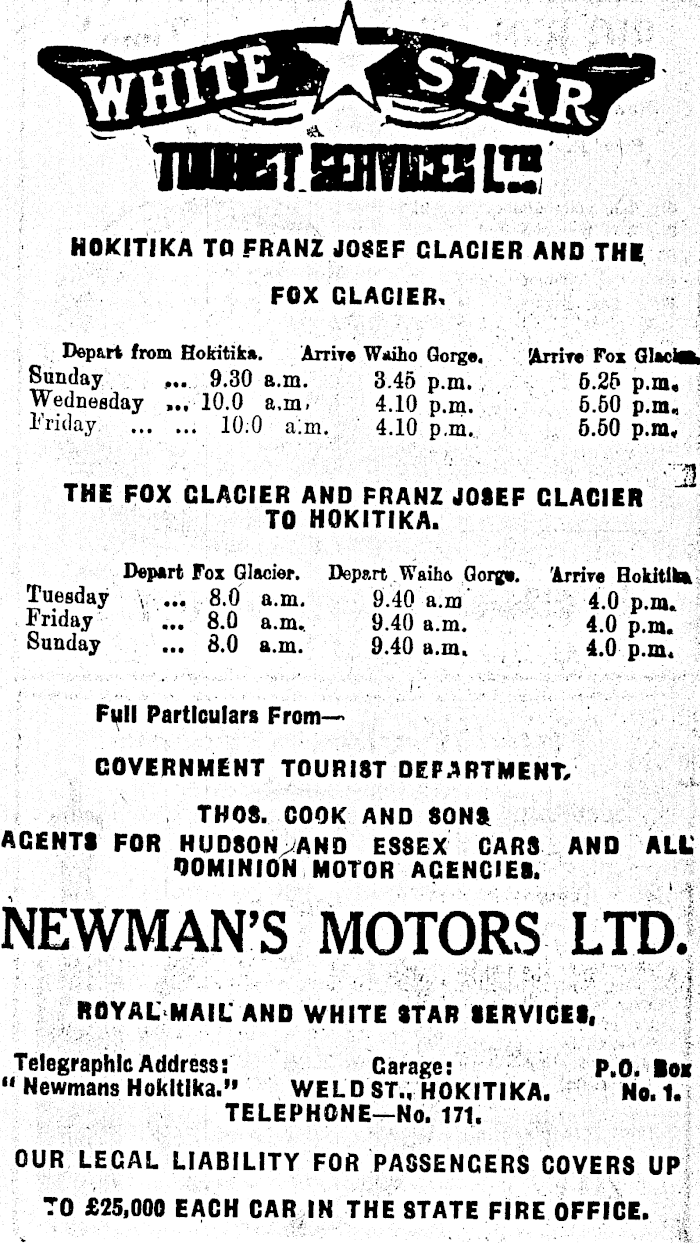 WHITE STAR
TOURIST SERVICES LTD
HOKITIKA TO FRANZ JOSEF GLACIER AND THE
FOX GLACIER.
Depart from Hokitika. Arrive Waiho Gorge. Arrive Fox Glacier.
Sunday ... 9.30 a.m. 3.45 p.m. 5.25 p.m.
Wednesday ... 10.0 a.m. 4.10 p.m. 5.50 p.m.
Friday ... ... 10.0 a.m. 4.10 p.m. 5.50 p.m.
THE FOX GLACIER AND FRANZ JOSEF GLACIER
TO HOKITIKA.
Depart Fox Glacier. Depart Waiho Gorge. Arrive Hokitika
Tuesday ... 8.0 a.m. 9.40 a.m 4.0 p.m.
Friday ... 8.0 a.m. 9.40 a.m. 4.0 p.m.
Sunday ... 8.0 a.m. 9.40 a.m. 4.0 p.m.
Full Particulars From—
GOVERNMENT TOURIST DEPARTMENT.
THOS. COOK AND SONS
AGENTS FOR HUDSON AND ESSEX CARS AND ALL
DOMINION MOTOR AGENCIES.
NEWMAN'S MOTORS LTD.
ROYAL MAIL AND WHITE STAR SERVICES,
Telegraphic Address: Garage: P.O. Box
"Newmans Hokitika." WELD ST., HOKITIKA. No. 1.
TELEPHONE—No. 171.
OUR LEGAL LIABILITY FOR PASSENGERS COVERS UP
TO £25,000 EACH CAR IN THE STATE FIRE OFFICE.